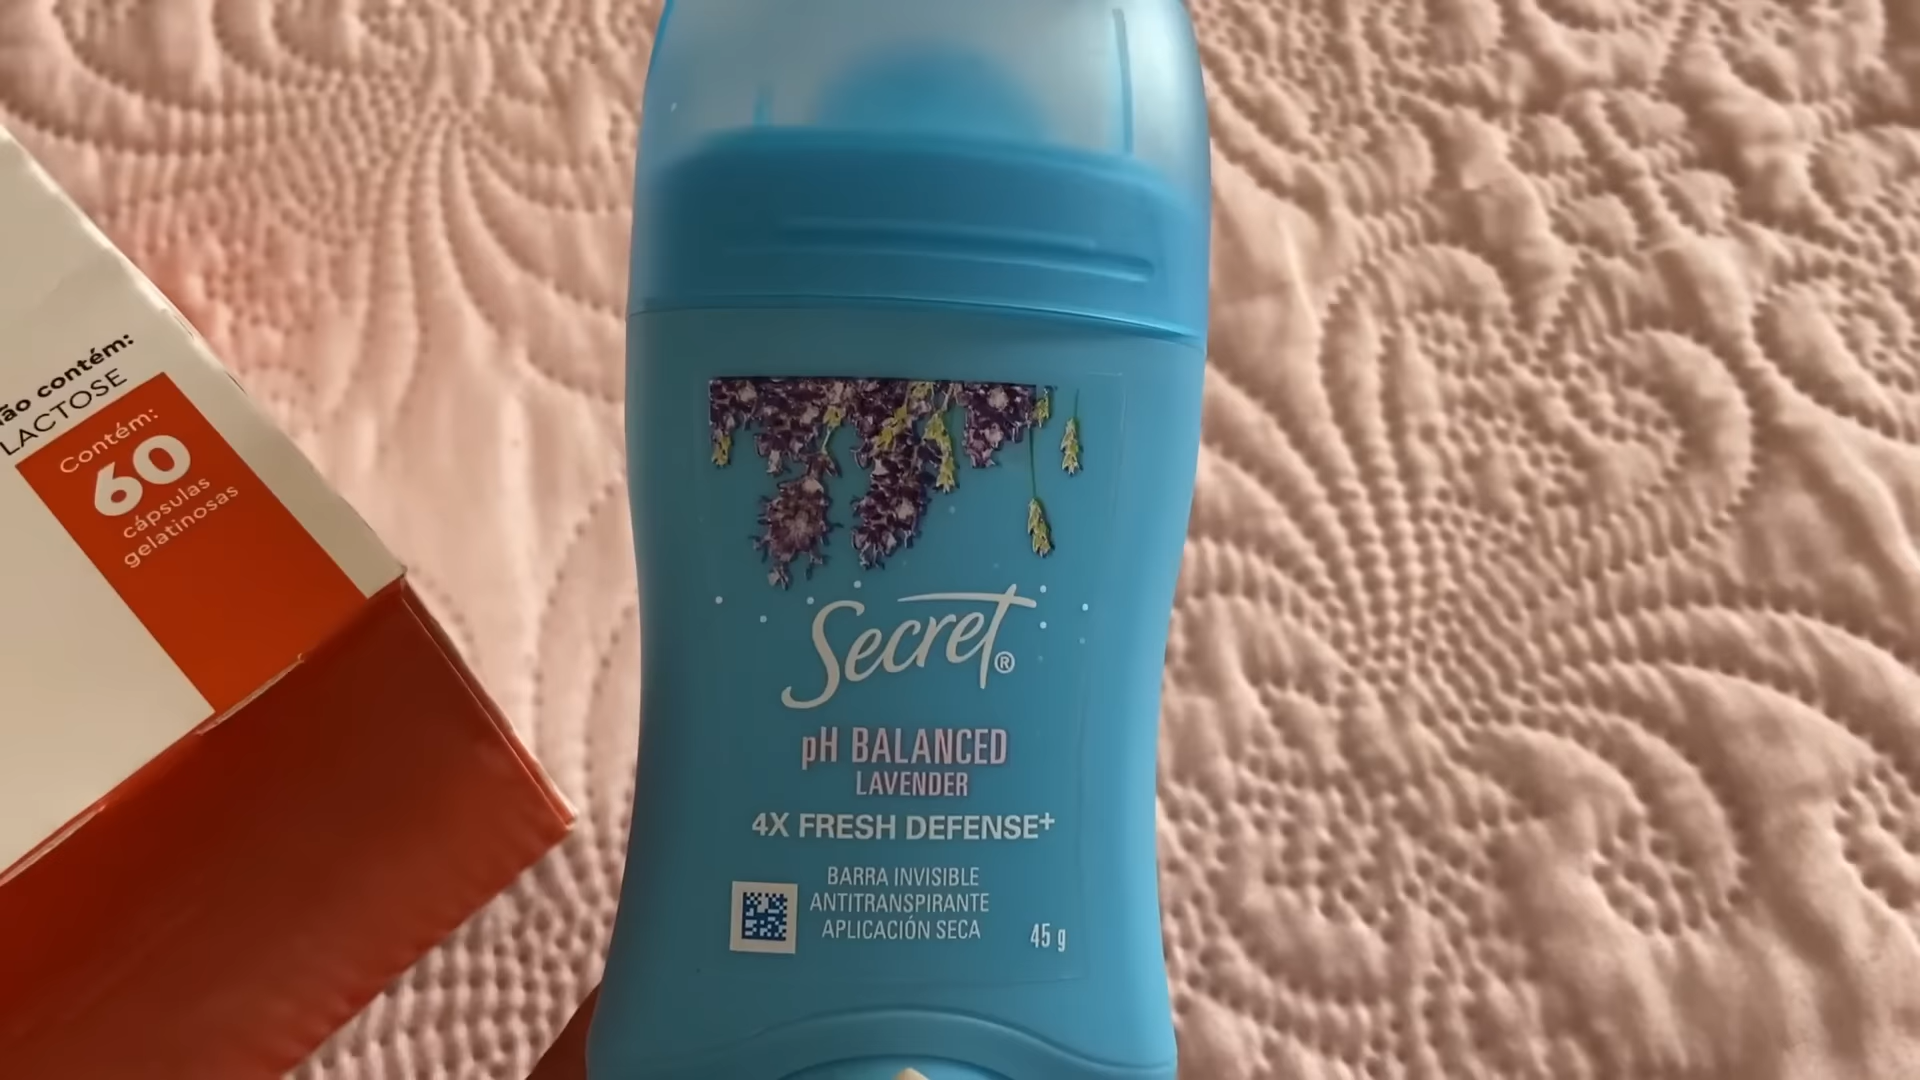 ão contém:
LACTOSE
Contém:
60
cápsulas
gelatinosas
Secret®
pH BALANCED
LAVENDER
4X FRESH DEFENSE+
BARRA INVISIBLE
ANTITRANSPIRANTE
APLICACIÓN SECA
45 g